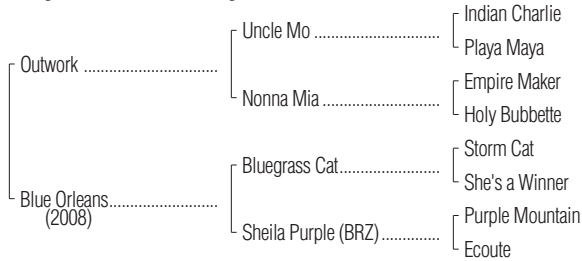 Outwork
Blue Orleans
(2008)
Uncle Mo
Nonna Mia
Bluegrass Cat
Sheila Purple (BRZ)
Indian Charlie
Playa Maya
Empire Maker
Holy Bubbette
Storm Cat
She's a Winner
Purple Mountain
Ecoute